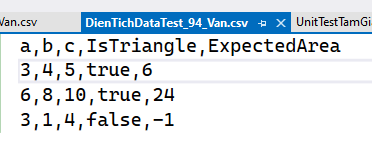 Van.csv DienTichDataTest_94_Van.csv UnitTestTamGi
a,b,c,IsTriangle,ExpectedArea
3,4,5,true,6
6,8,10,true,24
3,1,4,false,-1